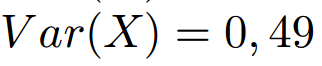 Var(X) = 0, 49